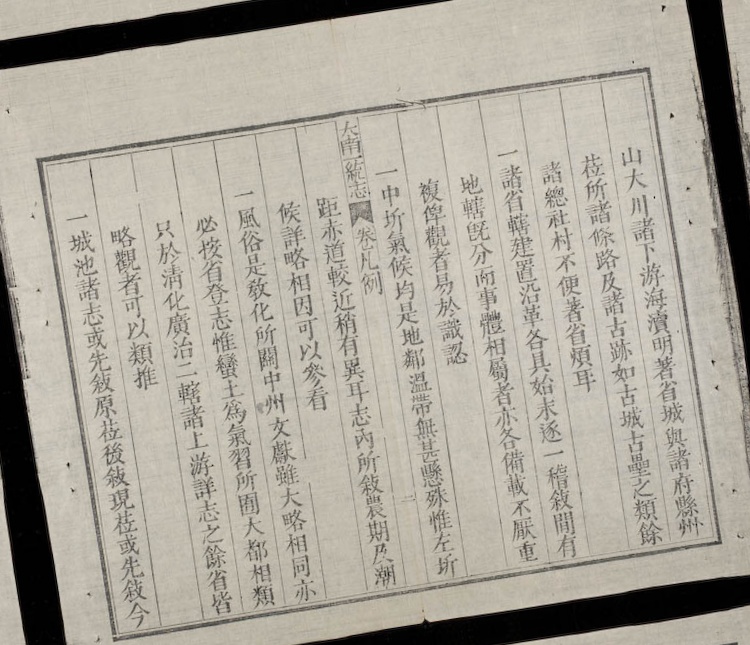 山大川諸下游海瀆明著省城與諸府縣州
莅所諸條路及諸古跡如古城古壘之類餘
諸總社村不便著省煩耳
一諸省轄建置沿革各具始末逐一稽敘間有
地轄旣分而事體相屬者亦各備載不厭重
複俾觀者易於識認
一中圻氣候均是地鄰溫帶無甚懸殊惟左圻
大南一統志 卷凡例 二
距赤道較近稍有異耳志內所敘農期及潮
候詳略相因可以參看
一風俗是敎化所關中州文獻雖大略相同亦
必按省登志惟蠻土爲氣習所囿大都相類
只於淸化廣治二轄諸上游詳志之餘省皆
略觀者可以類推
一城池諸志或先敘原莅後敘現莅或先敘今